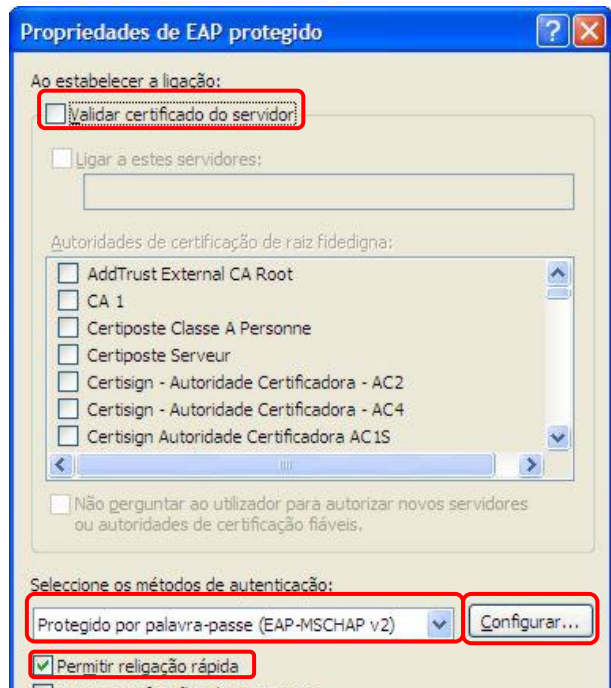 Propriedades de EAP protegido
Ao estabelecer a ligação:
Validar certificado do servidor
Ligar a estes servidores:
Autoridades de certificação de raiz fidedigna:
AddTrust External CA Root
CA 1
Certiposte Classe A Personne
Certiposte Serveur
Certisign - Autoridade Certificadora - AC2
Certisign - Autoridade Certificadora - AC4
Certisign Autoridade Certificadora AC1S
Não perguntar ao utilizador para autorizar novos servidores
ou autoridades de certificação fiáveis.
Seleccione os métodos de autenticação:
Protegido por palavra-passe (EAP-MSCHAP v2) Configurar...
Permitir religação rápida